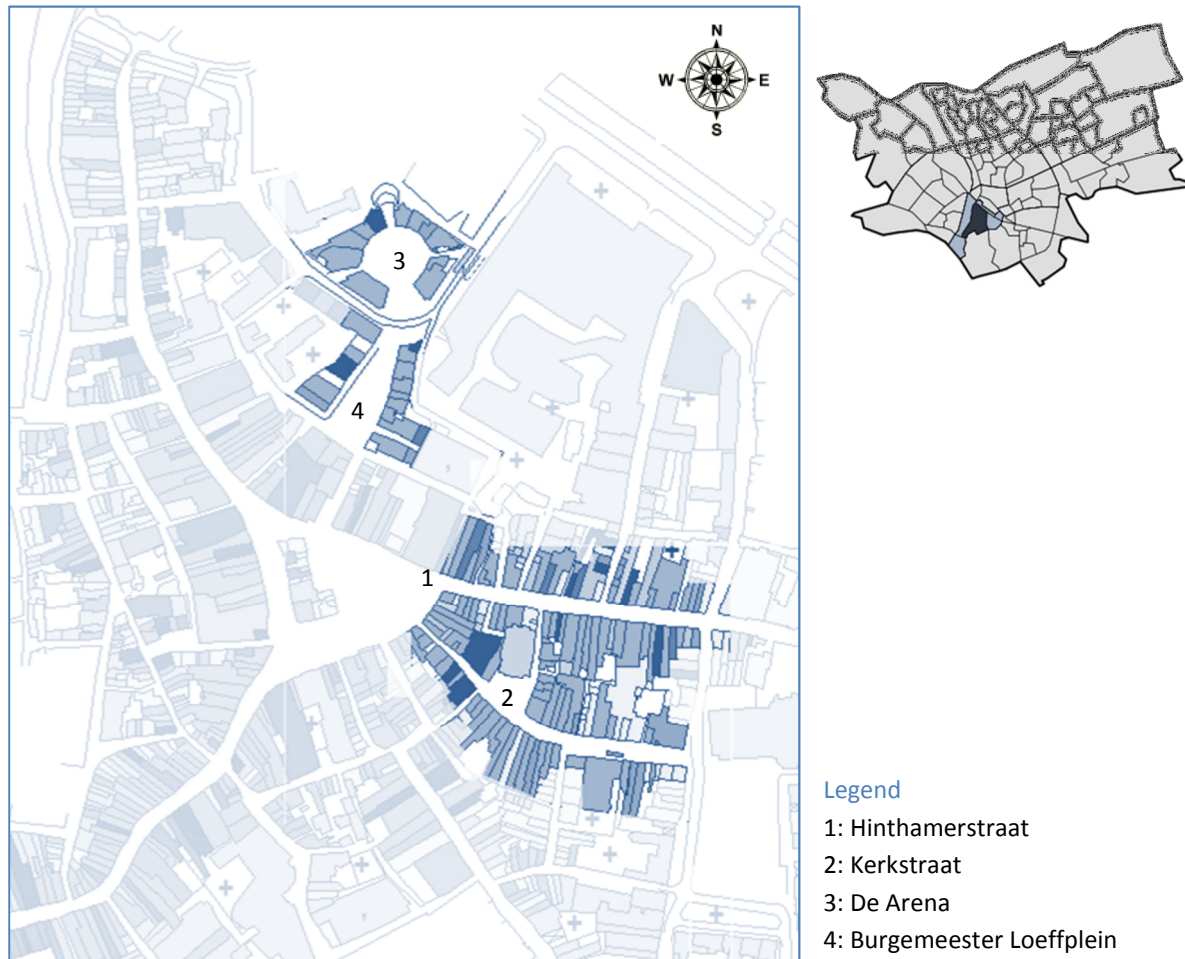 N
W E
S
3
4
1
2
Legend
1: Hinthamerstraat
2: Kerkstraat
3: De Arena
4: Burgemeester Loeffplein